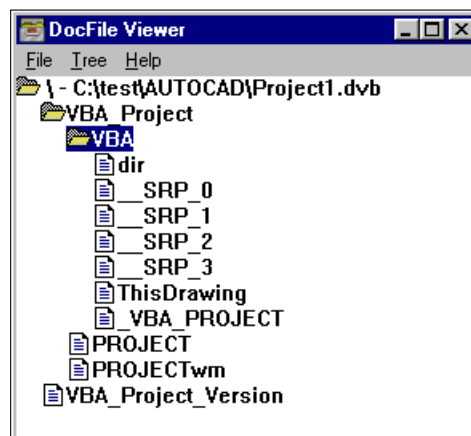 DocFile Viewer
File Tree Help
\ - C:\test\AUTOCAD\Project1.dvb
VBA_Project
VBA
dir
__SRP_0
__SRP_1
__SRP_2
__SRP_3
ThisDrawing
_VBA_PROJECT
PROJECT
PROJECTwm
VBA_Project_Version